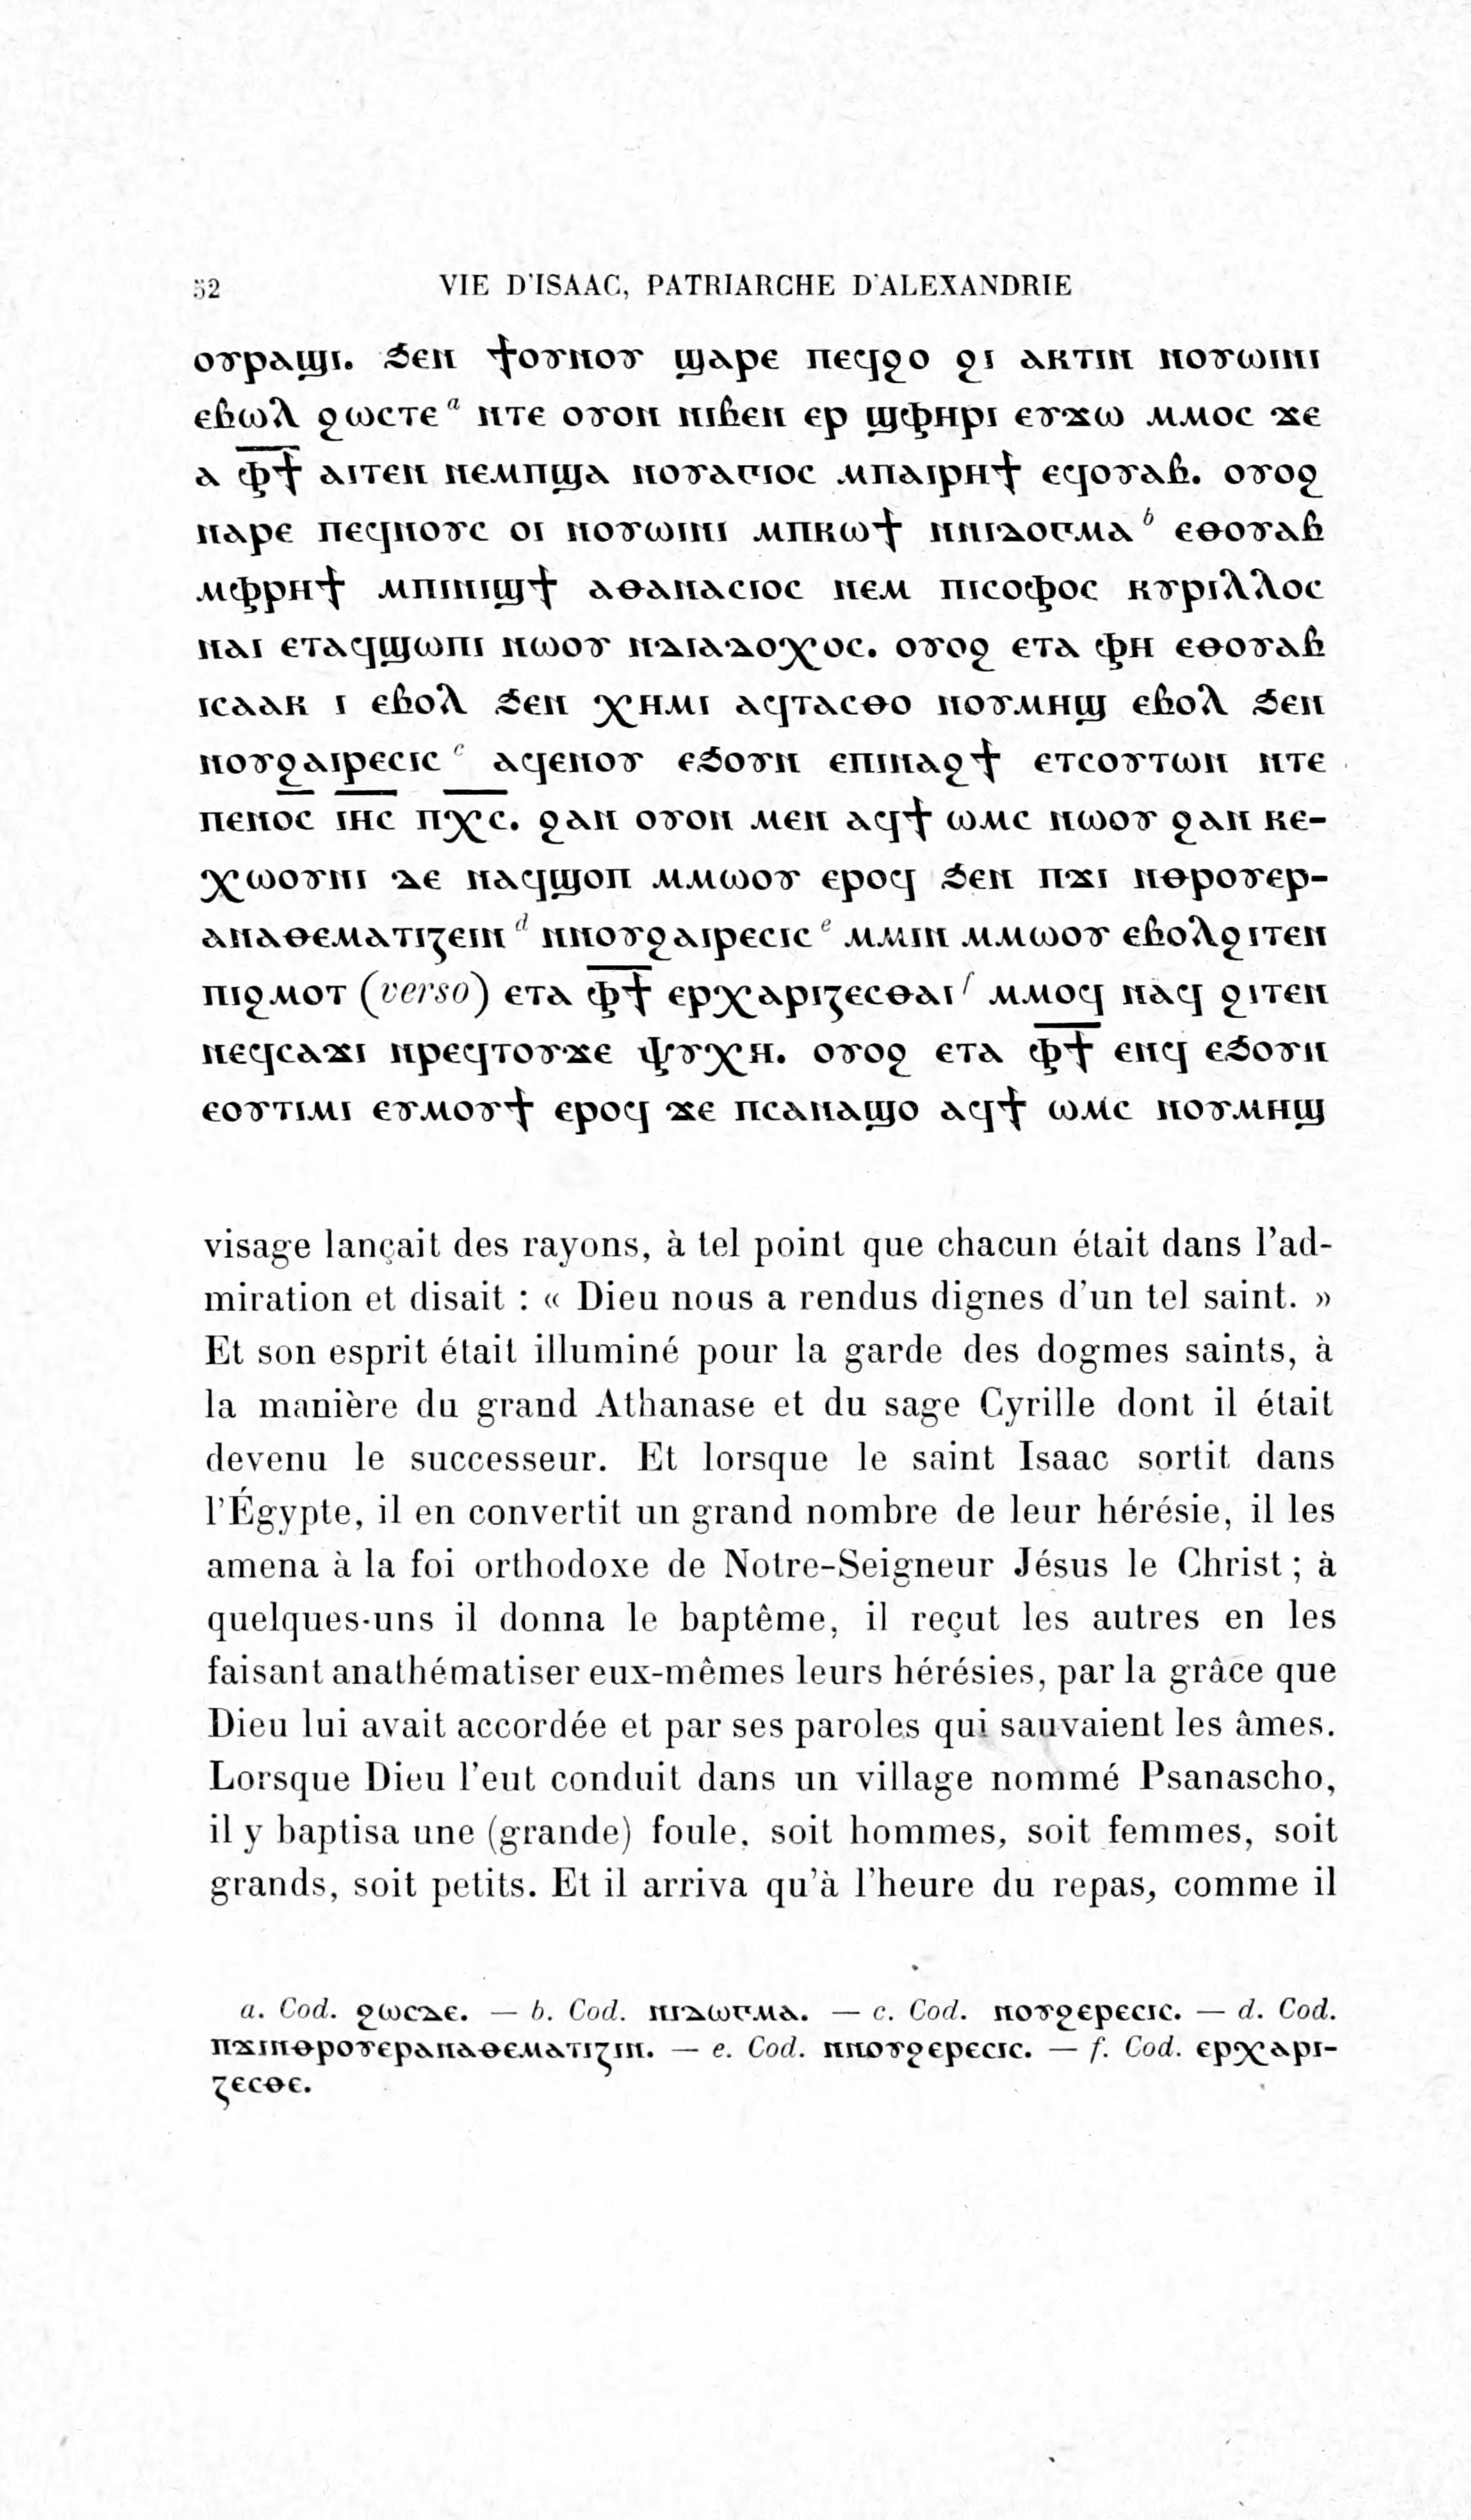 52 VIE D'ISAAC, PATRIARCHE D'ALEXANDRIE
ⲟⲩⲣⲁϣⲓ. ϧⲉⲛ ϯⲟⲩⲛⲟⲩ ϣⲁⲣⲉ ⲡⲉϥϩⲟ ϩⲓ ⲁⲕⲧⲓⲛ ⲛⲟⲩⲱⲓⲛⲓ
ⲉⲃⲱⲗ ϩⲱⲥⲧⲉ a ⲛⲧⲉ ⲟⲩⲟⲛ ⲛⲓⲃⲉⲛ ⲉⲣ ϣⲫⲏⲣⲓ ⲉⲩϫⲱ ⲙⲙⲟⲥ ϫⲉ
ⲁ ⲫ̅ϯ̅ ⲁⲓⲧⲉⲛ ⲛⲉⲙⲡϣⲁ ⲛⲟⲩⲁⲅⲓⲟⲥ ⲙⲡⲁⲓⲣⲏϯ ⲉϥⲟⲩⲁⲃ. ⲟⲩⲟϩ
ⲛⲁⲣⲉ ⲡⲉϥⲛⲟⲩⲥ ⲟⲓ ⲛⲟⲩⲱⲓⲛⲓ ⲙⲡⲕⲱϯ ⲛⲛⲓⲇⲟⲅⲙⲁ b ⲉⲑⲟⲩⲁⲃ
ⲙⲫⲣⲏϯ ⲙⲡⲓⲛⲓϣϯ ⲁⲑⲁⲛⲁⲥⲓⲟⲥ ⲛⲉⲙ ⲡⲓⲥⲟⲫⲟⲥ ⲕⲩⲣⲓⲗⲗⲟⲥ
ⲛⲁⲓ ⲉⲧⲁϥϣⲱⲡⲓ ⲛⲱⲟⲩ ⲛⲇⲓⲁⲇⲟⲭⲟⲥ. ⲟⲩⲟϩ ⲉⲧⲁ ⲫⲏ ⲉⲑⲟⲩⲁⲃ
ⲓⲥⲁⲁⲕ ⲓ ⲉⲃⲟⲗ ϧⲉⲛ ⲭⲏⲙⲓ ⲁϥⲧⲁⲥⲑⲟ ⲛⲟⲩⲙⲏϣ ⲉⲃⲟⲗ ϧⲉⲛ
ⲛⲟⲩϩⲁⲓⲣⲉⲥⲓⲥ c ⲁϥⲉⲛⲟⲩ ⲉϧⲟⲩⲛ ⲉⲡⲓⲛⲁϩϯ ⲉⲧⲥⲟⲩⲧⲱⲛ ⲛⲧⲉ
ⲡⲉⲛⲟ̅ⲥ̅ ⲓ̅ⲏ̅ⲥ̅ ⲡ̅ⲭ̅ⲥ̅. ϩⲁⲛ ⲟⲩⲟⲛ ⲙⲉⲛ ⲁϥϯ ⲱⲙⲥ ⲛⲱⲟⲩ ϩⲁⲛ ⲕⲉ-
ⲭⲱⲟⲩⲛⲓ ⲇⲉ ⲛⲁϥϣⲟⲡ ⲙⲙⲱⲟⲩ ⲉⲣⲟϥ ϧⲉⲛ ⲡϫⲓ ⲛⲑⲣⲟⲩⲉⲣ-
ⲁⲛⲁⲑⲉⲙⲁⲧⲓⲍⲉⲓⲛ d ⲛⲛⲟⲩϩⲁⲓⲣⲉⲥⲓⲥ e ⲙⲙⲓⲛ ⲙⲙⲱⲟⲩ ⲉⲃⲟⲗϩⲓⲧⲉⲛ
ⲡⲓϩⲙⲟⲧ (verso) ⲉⲧⲁ ⲫ̅ϯ̅ ⲉⲣⲭⲁⲣⲓⲍⲉⲥⲑⲁⲓ f ⲙⲙⲟϥ ⲛⲁϥ ϩⲓⲧⲉⲛ
ⲛⲉϥⲥⲁϫⲓ ⲛⲣⲉϥⲧⲟⲩϫⲉ ⲯⲩⲭⲏ. ⲟⲩⲟϩ ⲉⲧⲁ ⲫ̅ϯ̅ ⲉⲛϥ ⲉϧⲟⲩⲛ
ⲉⲟⲩⲧⲓⲙⲓ ⲉⲩⲙⲟⲩϯ ⲉⲣⲟϥ ϫⲉ ⲡⲥⲁⲛⲁϣⲟ ⲁϥϯ ⲱⲙⲥ ⲛⲟⲩⲙⲏϣ
visage lançait des rayons, à tel point que chacun était dans l'ad-
miration et disait : « Dieu nous a rendus dignes d'un tel saint. »
Et son esprit était illuminé pour la garde des dogmes saints, à
la manière du grand Athanase et du sage Cyrille dont il était
devenu le successeur. Et lorsque le saint Isaac sortit dans
l'Égypte, il en convertit un grand nombre de leur hérésie, il les
amena à la foi orthodoxe de Notre-Seigneur Jésus le Christ ; à
quelques-uns il donna le baptême, il reçut les autres en les
faisant anathématiser eux-mêmes leurs hérésies, par la grâce que
Dieu lui avait accordée et par ses paroles qui sauvaient les âmes.
Lorsque Dieu l'eut conduit dans un village nommé Psanascho,
il y baptisa une (grande) foule, soit hommes, soit femmes, soit
grands, soit petits. Et il arriva qu'à l'heure du repas, comme il
a. Cod. ϩⲱⲥⲇⲉ. — b. Cod. ⲛⲓⲇⲱⲅⲙⲁ. — c. Cod. ⲛⲟⲩϩⲉⲣⲉⲥⲓⲥ. — d. Cod.
ⲡϫⲓⲛⲑⲣⲟⲩⲉⲣⲁⲛⲁⲑⲉⲙⲁⲧⲓⲍⲓⲛ. — e. Cod. ⲛⲛⲟⲩϩⲉⲣⲉⲥⲓⲥ. — f. Cod. ⲉⲣⲭⲁⲣⲓ-
ⲍⲉⲥⲑⲉ.